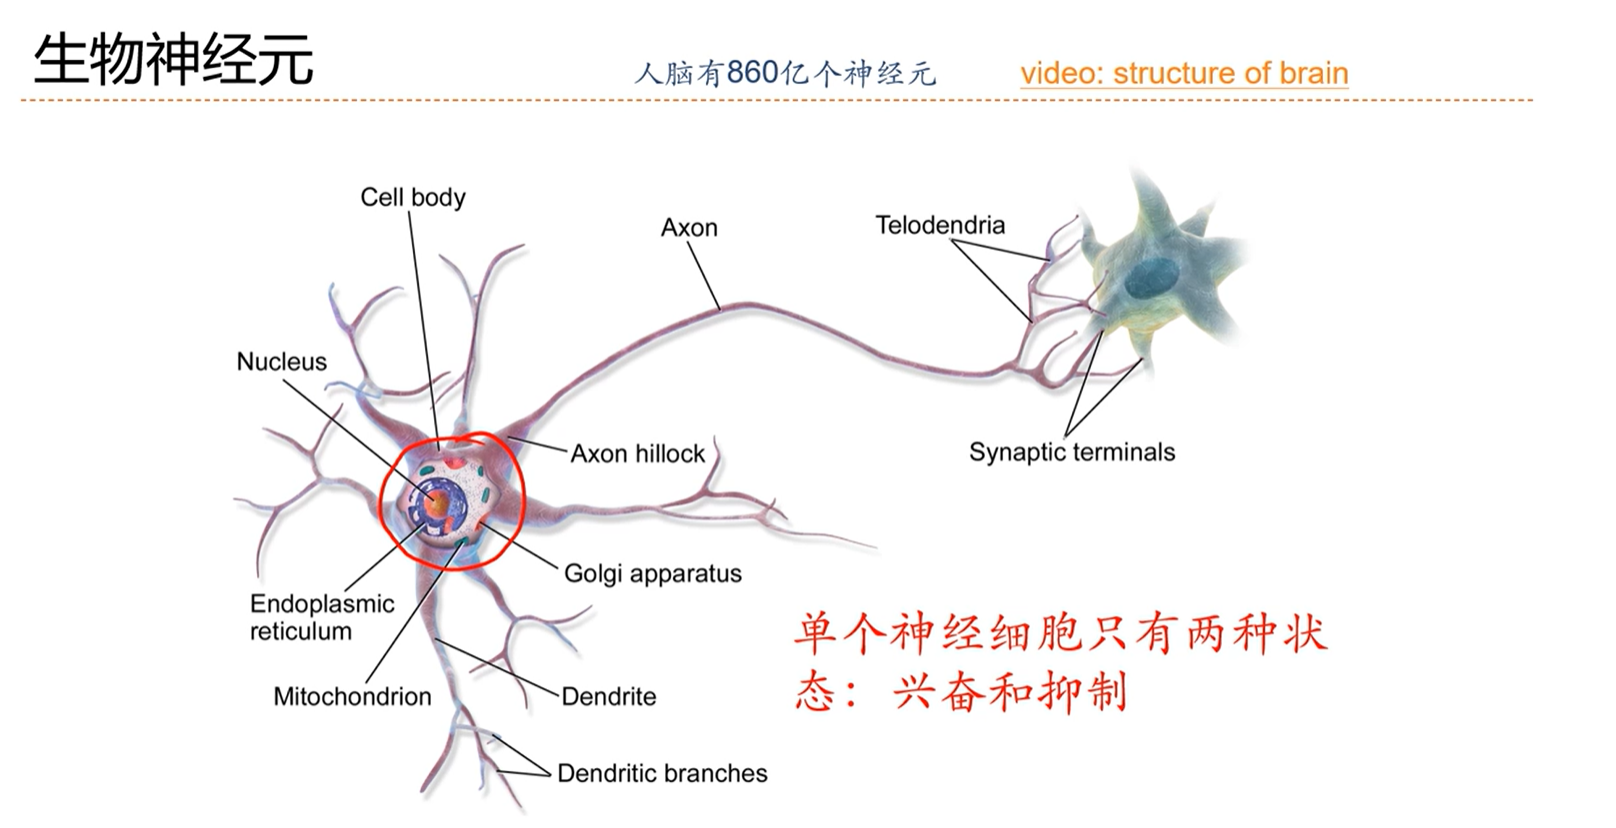 生物神经元
人脑有860亿个神经元
video: structure of brain
Cell body
Axon
Telodendria
Nucleus
Axon hillock
Synaptic terminals
Golgi apparatus
Endoplasmic
reticulum
单个神经细胞只有两种状
态：兴奋和抑制
Mitochondrion
Dendrite
Dendritic branches